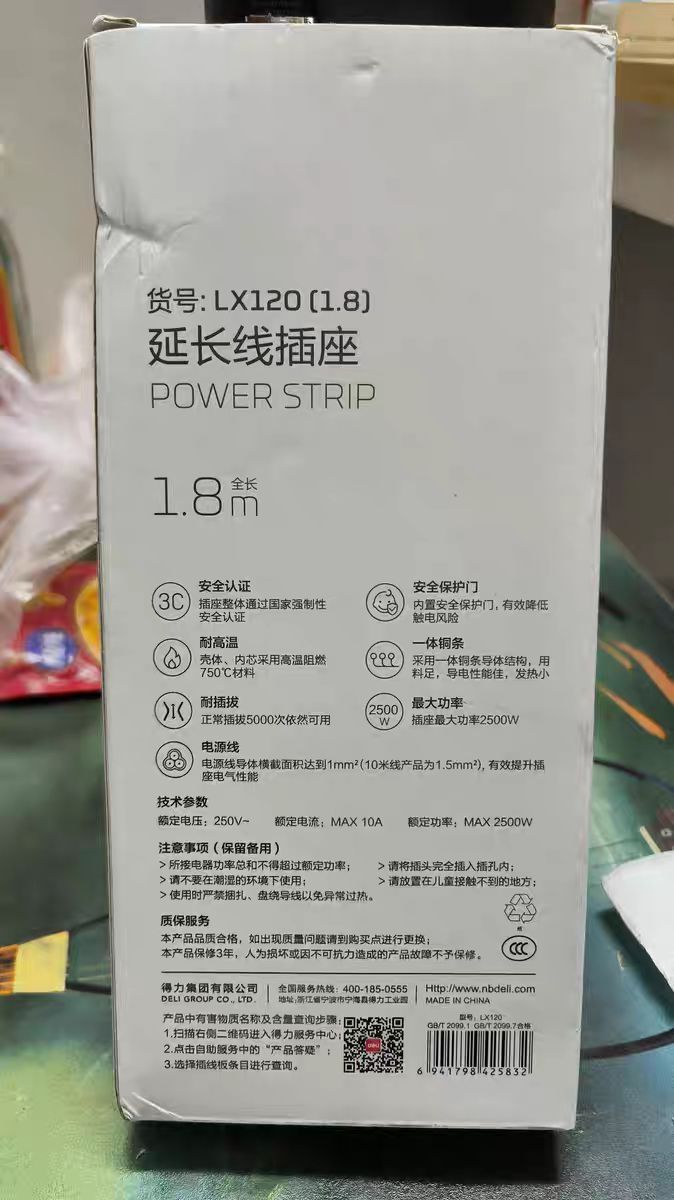 货号: LX120 (1.8)
延长线插座
POWER STRIP
1.8m 全长
3C
安全认证
插座整体通过国家强制性
安全认证
安全保护门
内置安全保护门, 有效降低
触电风险
耐高温
壳体、内芯采用高温阻燃
750℃材料
一体铜条
采用一体铜条导体结构, 用
料足, 导电性能佳, 发热小
耐插拔
正常插拔5000次依然可用
2500
W
最大功率
插座最大功率2500W
电源线
电源线导体横截面积达到1mm²(10米线产品为1.5mm²), 有效提升插
座电气性能
技术参数
额定电压: 250V~ 额定电流: MAX 10A 额定功率: MAX 2500W
注意事项（保留备用）
> 所接电器功率总和不得超过额定功率; > 请将插头完全插入插孔内;
> 请不要在潮湿的环境下使用; > 请放置在儿童接触不到的地方;
> 使用时严禁捆扎、盘绕导线以免异常过热。
质保服务
本产品品质合格, 如出现质量问题请到购买点进行更换;
本产品保修3年, 人为损坏或因不可抗力造成的产品故障不予保修。
纸
CCC
得力集团有限公司
DELI GROUP CO., LTD.
全国服务热线: 400-185-0555
地址: 浙江省宁波市宁海县得力工业园
Http://www.nbdeli.com
MADE IN CHINA
产品中有害物质名称及含量查询步骤:
1.扫描右侧二维码进入得力服务中心;
2.点击自助服务中的“产品答疑”;
3.选择插线板条目进行查询。
deli
型号: LX120
GB/T 2099.1 GB/T 2099.7合格
6 941798 425832